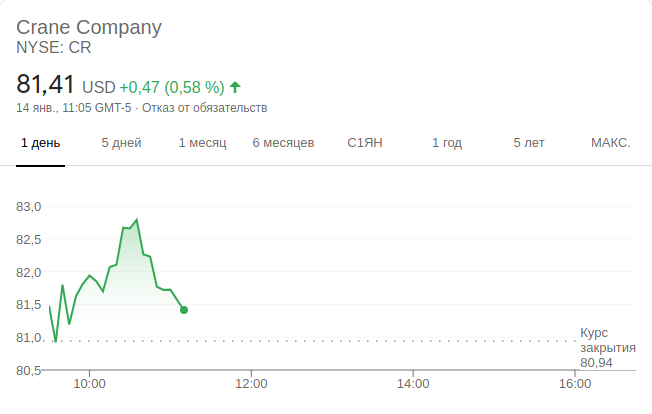 Crane Company
NYSE: CR
81,41 USD +0,47 (0,58 %)
14 янв., 11:05 GMT-5 · Отказ от обязательств
1 день 5 дней 1 месяц 6 месяцев С1ЯН 1 год 5 лет МАКС.
83,0
82,5
82,0
81,5
81,0
80,5
Курс
закрытия
80,94
10:00 12:00 14:00 16:00